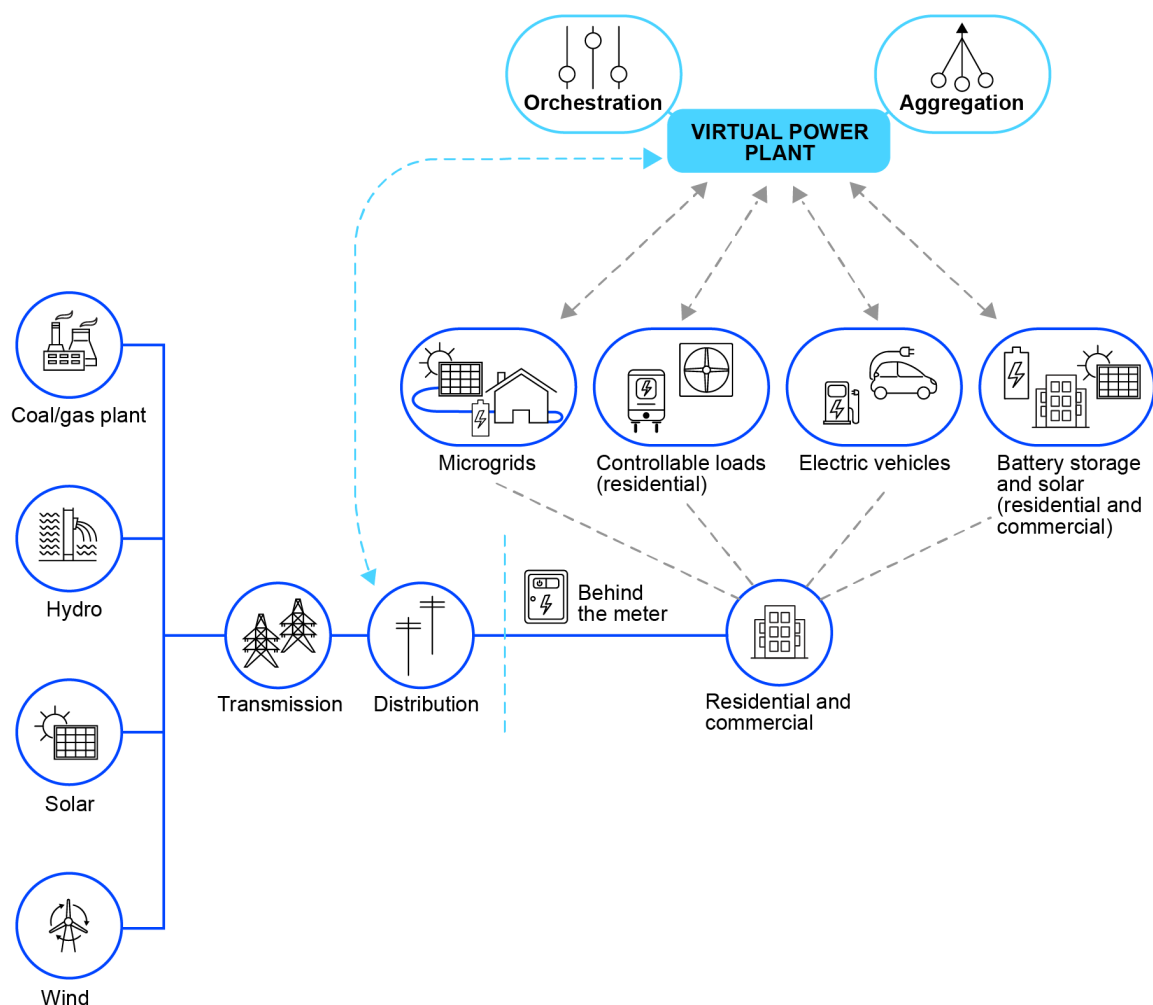 Orchestration
Aggregation
VIRTUAL POWER
PLANT
Coal/gas plant
Microgrids
Controllable loads
(residential)
Electric vehicles
Battery storage
and solar
(residential and
commercial)
Hydro
Behind
the meter
Transmission
Distribution
Residential and
commercial
Solar
Wind